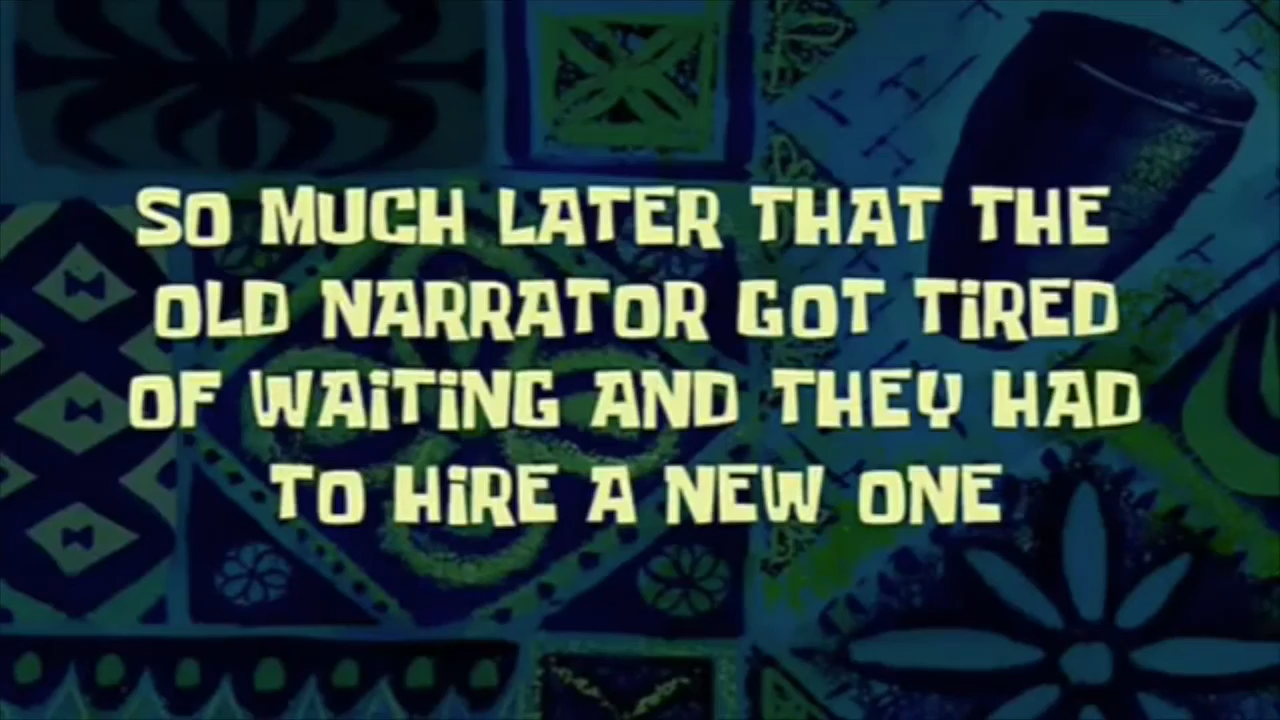 SO MUCH LATER THAT THE
OLD NARRATOR GOT TiRED
OF WAiTiNG AND THEY HAD
TO HiRE A NEW ONE